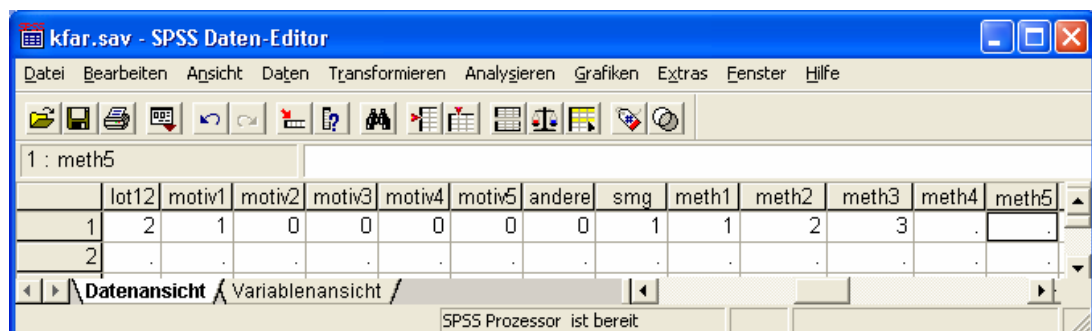 kfar.sav - SPSS Daten-Editor
Datei Bearbeiten Ansicht Daten Transformieren Analysieren Grafiken Extras Fenster Hilfe
1 : meth5
lot12 motiv1 motiv2 motiv3 motiv4 motiv5 andere smg meth1 meth2 meth3 meth4 meth5
1 2 1 0 0 0 0 0 1 1 2 3 . .
2 . . . . . . . . . . . . .
Datenansicht Variablenansicht
SPSS Prozessor ist bereit